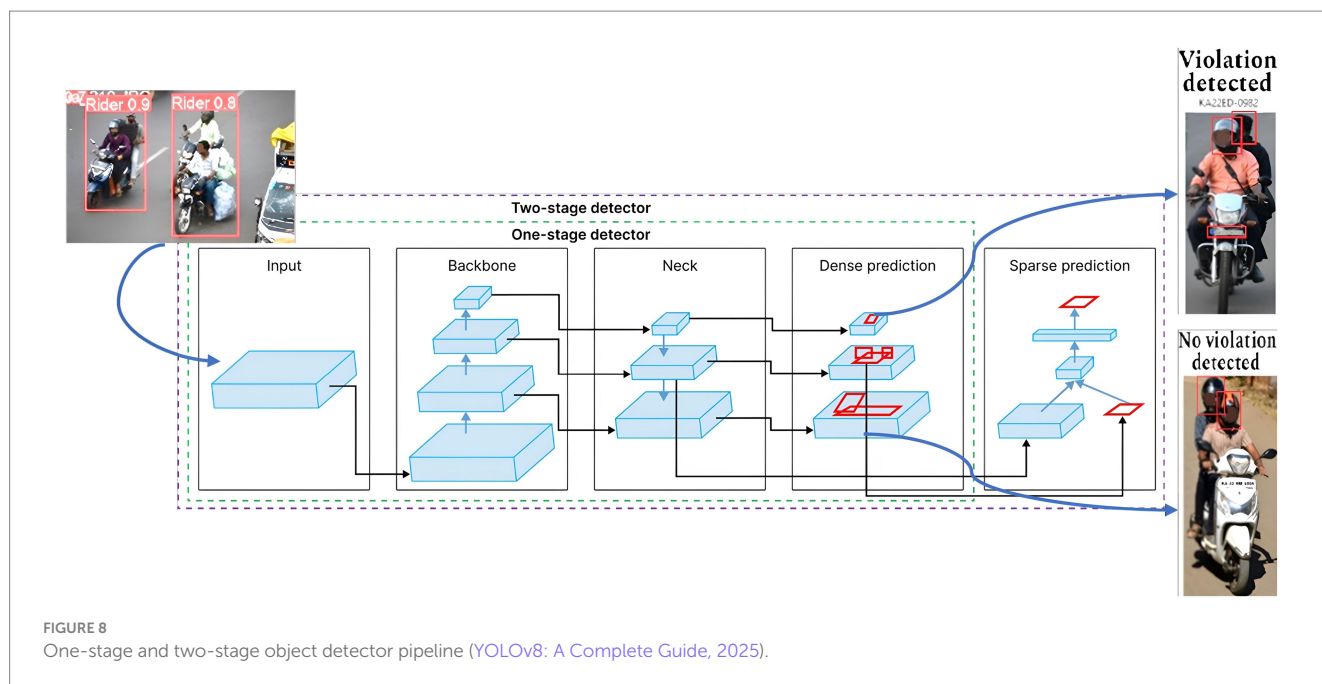 Rider 0.9
Rider 0.8
Violation
detected
KA22ED-0982
Two-stage detector
One-stage detector
Input
Backbone
Neck
Dense prediction
Sparse prediction
No violation
detected
FIGURE 8
One-stage and two-stage object detector pipeline (YOLOv8: A Complete Guide, 2025).